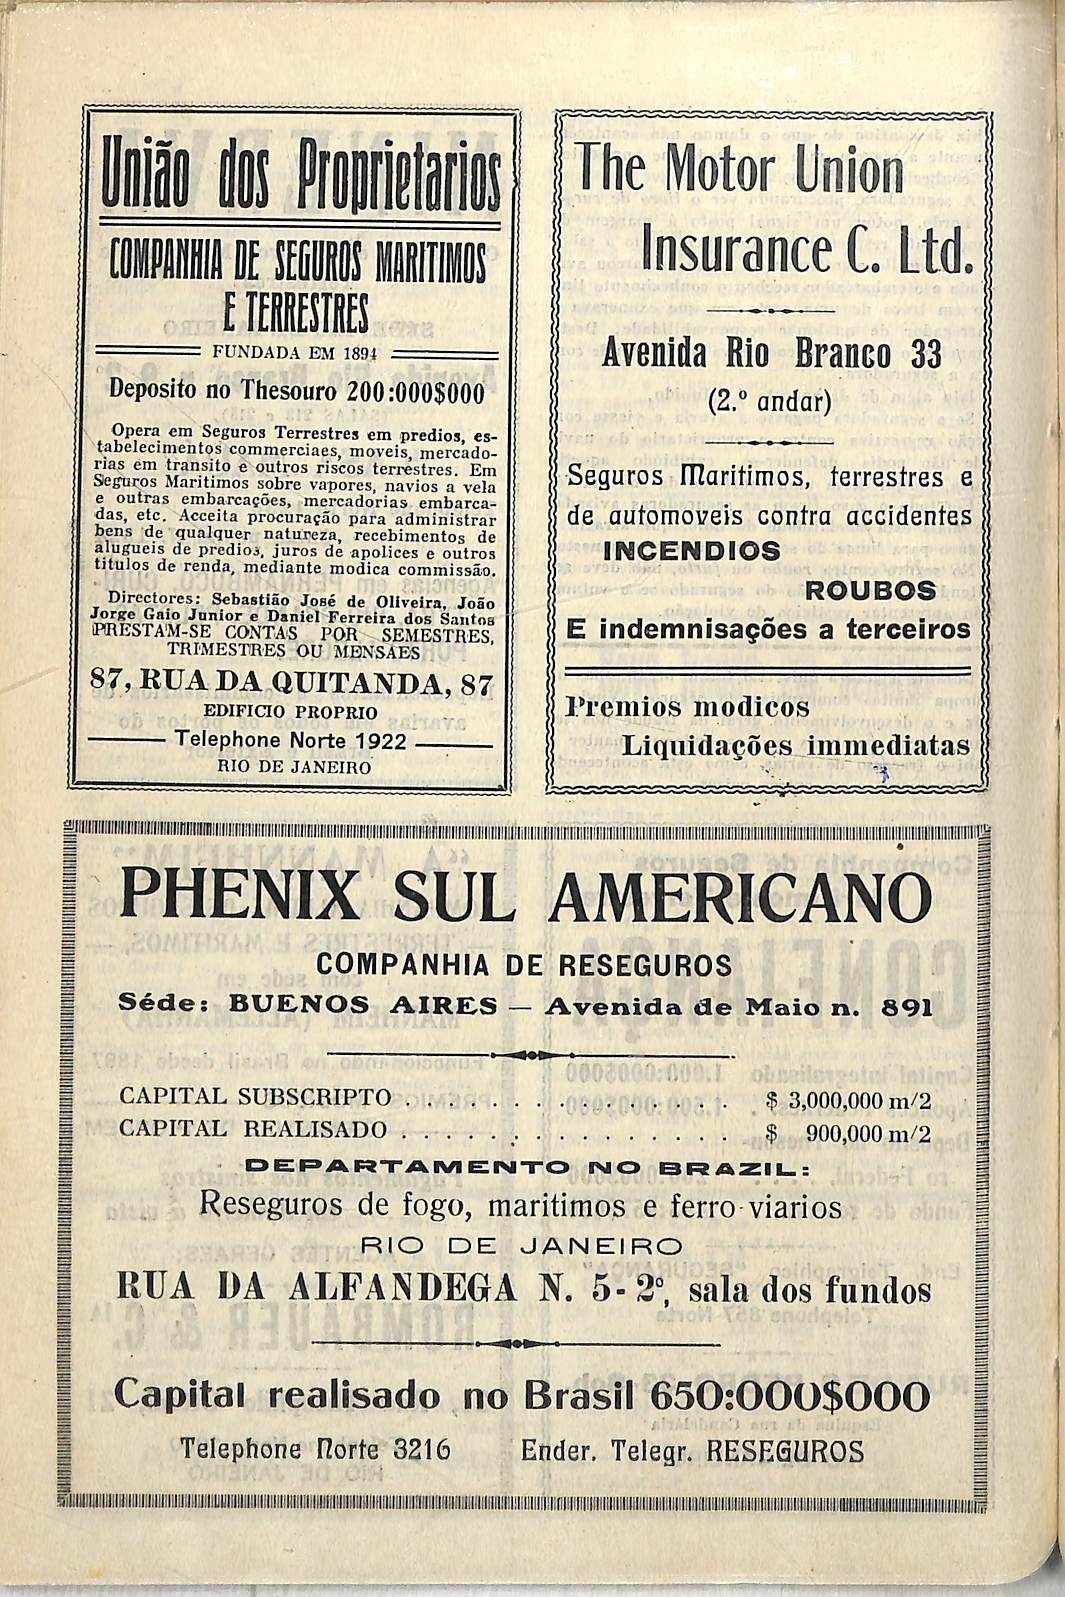 União dos Proprietarios
COMPANHIA DE SEGUROS MARITIMOS
E TERRESTRES
FUNDADA EM 1894
Deposito no Thesouro 200:000$000
Opera em Seguros Terrestres em predios, es-
tabelecimentos commerciaes, moveis, mercado-
rias em transito e outros riscos terrestres. Em
Seguros Maritimos sobre vapores, navios a vela
e outras embarcações, mercadorias embarca-
das, etc. Acceita procuração para administrar
bens de qualquer natureza, recebimentos de
alugueis de predios, juros de apolices e outros
titulos de renda, mediante modica commissão.
Directores: Sebastião José de Oliveira, João
Jorge Gaio Junior e Daniel Ferreira dos Santos
PRESTAM-SE CONTAS POR SEMESTRES,
TRIMESTRES OU MENSAES
87, RUA DA QUITANDA, 87
EDIFICIO PROPRIO
Telephone Norte 1922
RIO DE JANEIRO
The Motor Union
Insurance C. Ltd.
Avenida Rio Branco 33
(2.º andar)
Seguros Maritimos, terrestres e
de automoveis contra accidentes
INCENDIOS
ROUBOS
E indemnisações a terceiros
Premios modicos
Liquidações immediatas
PHENIX SUL AMERICANO
COMPANHIA DE RESEGUROS
Séde: BUENOS AIRES — Avenida de Maio n. 891
CAPITAL SUBSCRIPTO . . . . . . . . . . . . . . . $ 3,000,000 m/2
CAPITAL REALISADO . . . . . . . . . . . . . . . $ 900,000 m/2
DEPARTAMENTO NO BRAZIL:
Reseguros de fogo, maritimos e ferro-viarios
RIO DE JANEIRO
RUA DA ALFANDEGA N. 5-2º, sala dos fundos
Capital realisado no Brasil 650:000$000
Telephone Norte 3216 Ender. Telegr. RESEGUROS